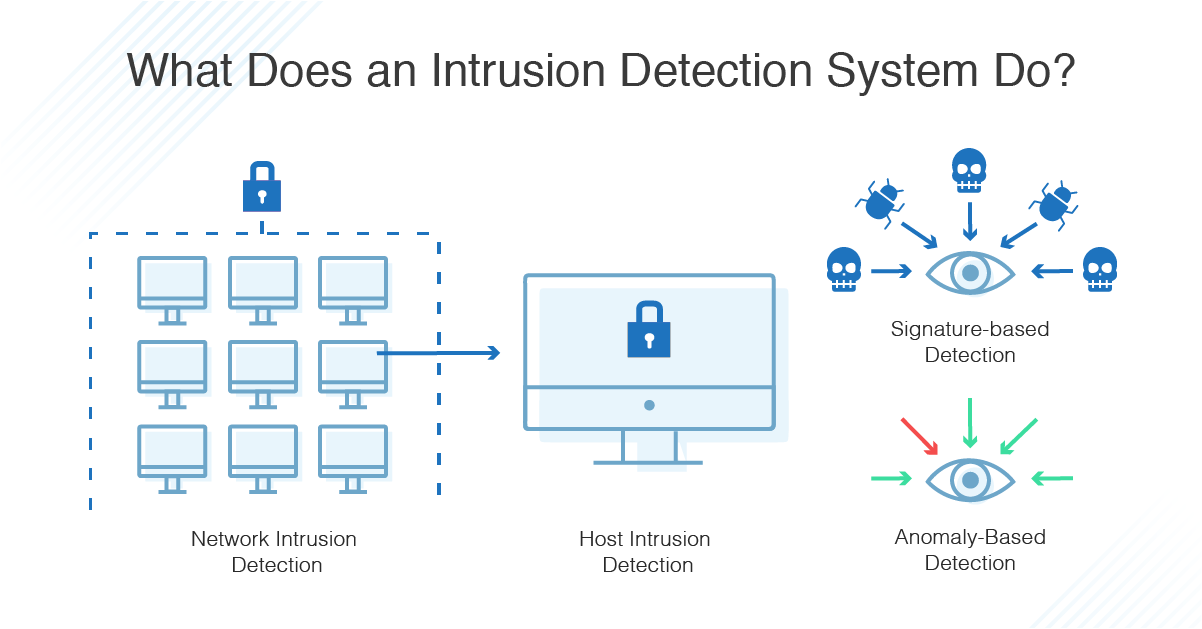 What Does an Intrusion Detection System Do?
Network Intrusion
Detection
Host Intrusion
Detection
Signature-based
Detection
Anomaly-Based
Detection